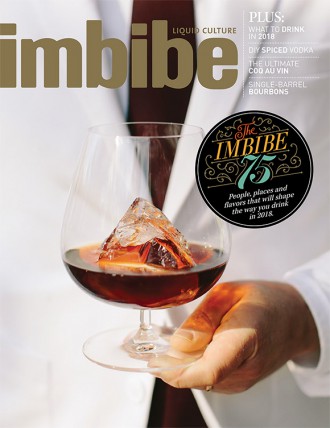 LIQUID CULTURE
imbibe
PLUS:
WHAT TO DRINK
IN 2018
DIY SPICED VODKA
THE ULTIMATE
COQ AU VIN
SINGLE-BARREL
BOURBONS
The
IMBIBE
75
People, places and
flavors that will shape
the way you drink
in 2018.